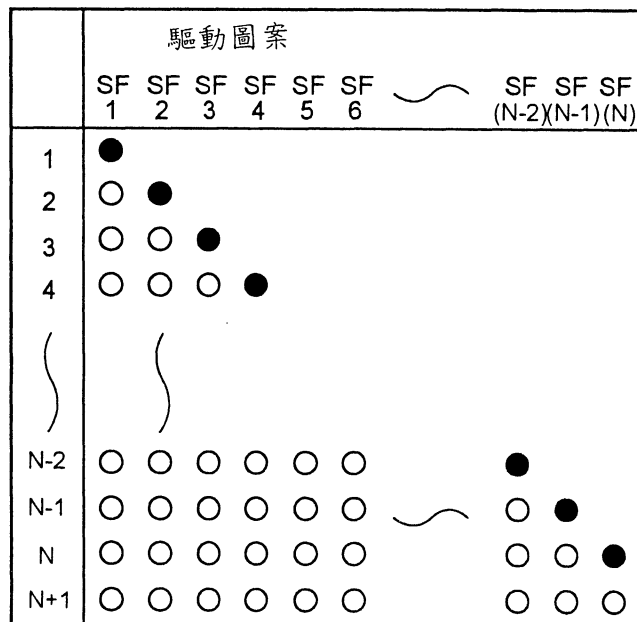 驅動圖案
SF SF SF SF SF SF SF SF SF
1 2 3 4 5 6 (N-2)(N-1)(N)
1
2
3
4
N-2
N-1
N
N+1